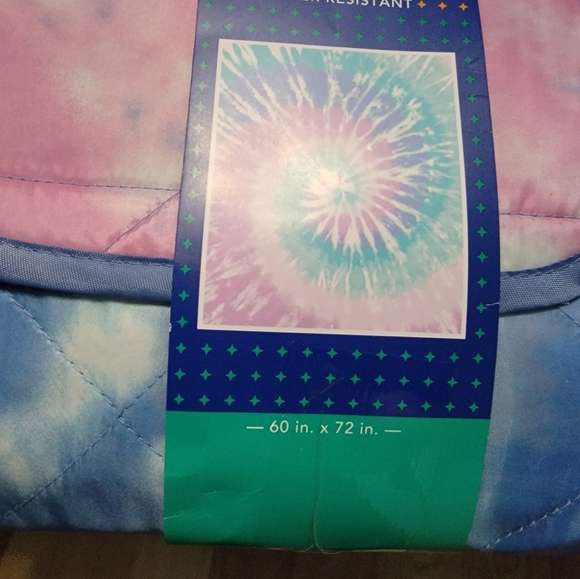 RESISTANT
— 60 in. x 72 in. —